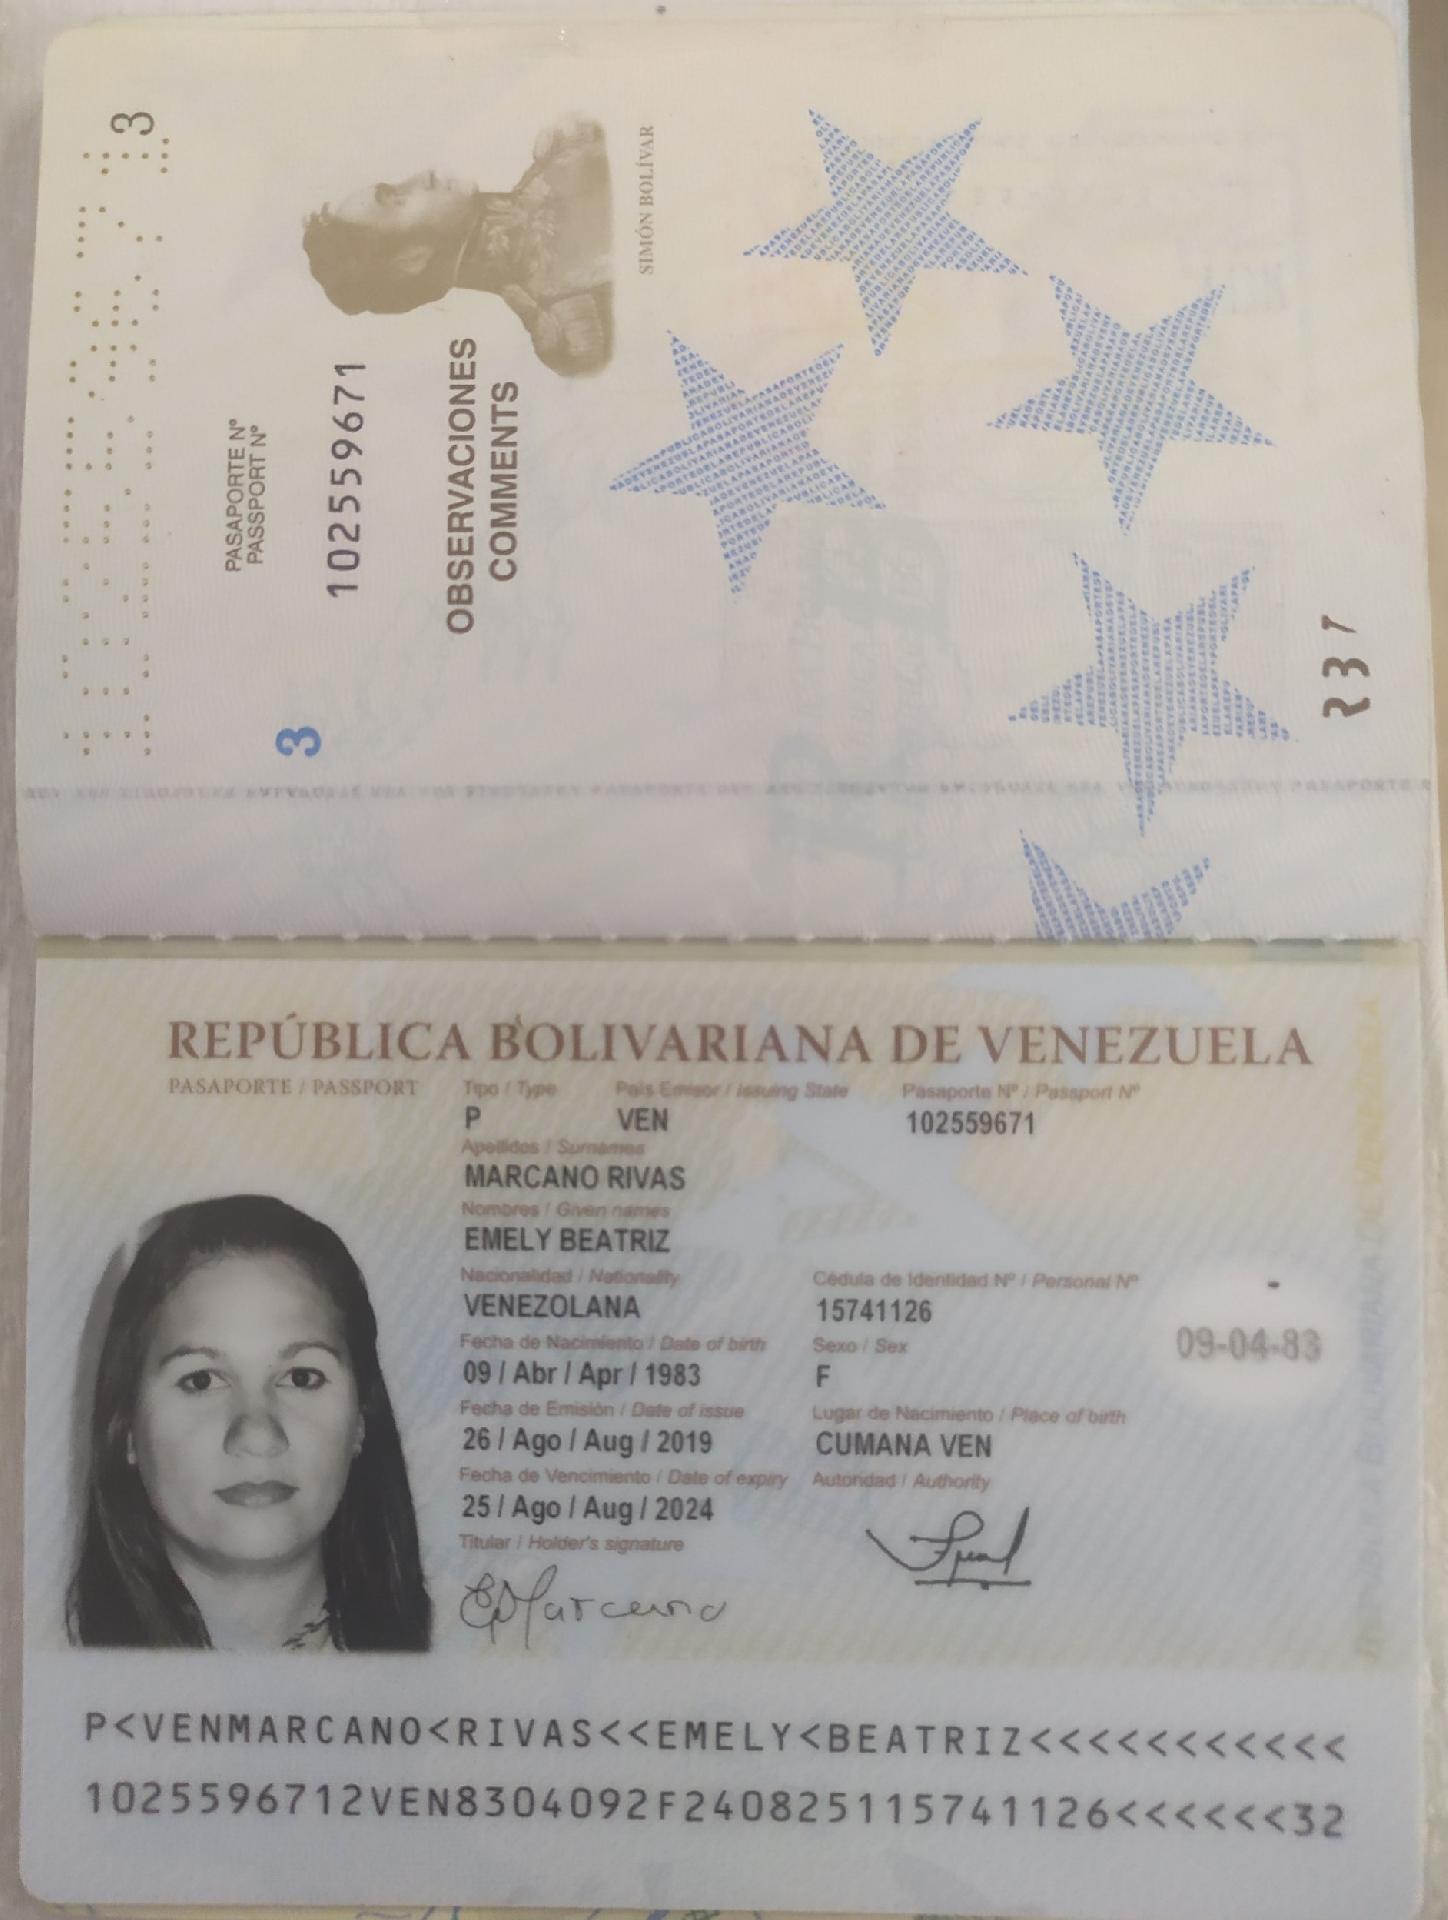 3
PASAPORTE Nº
PASSPORT Nº
102559671
OBSERVACIONES
COMMENTS
SIMÓN BOLÍVAR
3
REPÚBLICA BOLIVARIANA DE VENEZUELA
PASAPORTE / PASSPORT
Tipo / Type País Emisor / Issuing State Pasaporte Nº / Passport Nº
P VEN 102559671
Apellidos / Surnames
MARCANO RIVAS
Nombres / Given names
EMELY BEATRIZ
Nacionalidad / Nationality Cédula de Identidad Nº / Personal Nº
VENEZOLANA 15741126
09-04-83
Fecha de Nacimiento / Date of birth Sexo / Sex
09 / Abr / Apr / 1983 F
Fecha de Emisión / Date of issue Lugar de Nacimiento / Place of birth
26 / Ago / Aug / 2019 CUMANA VEN
Fecha de Vencimiento / Date of expiry Autoridad / Authority
25 / Ago / Aug / 2024
Titular / Holder's signature
EMarcano
P<VENMARCANO<RIVAS<<EMELY<BEATRIZ<<<<<<<<<<<
1025596712VEN8304092F240825115741126<<<<<<32